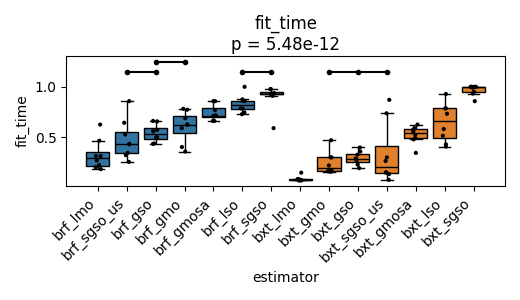 fit_time
p = 5.48e-12
fit_time
1.0
0.5
brf_lmo
brf_sgso_us
brf_gso
brf_gmo
brf_gmosa
brf_lso
brf_sgso
bxt_lmo
bxt_gmo
bxt_gso
bxt_sgso_us
bxt_gmosa
bxt_lso
bxt_sgso
estimator